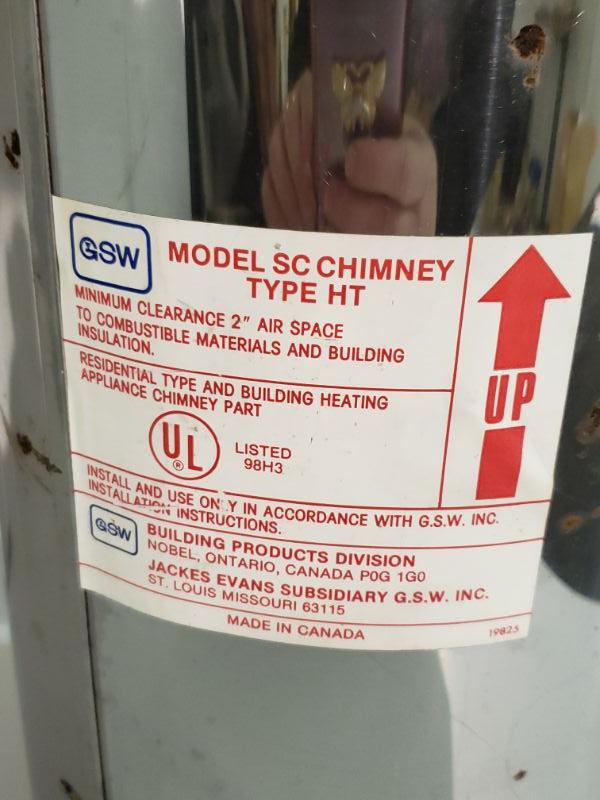 GSW
MODEL SC CHIMNEY
TYPE HT
MINIMUM CLEARANCE 2" AIR SPACE
TO COMBUSTIBLE MATERIALS AND BUILDING
INSULATION.
RESIDENTIAL TYPE AND BUILDING HEATING
APPLIANCE CHIMNEY PART
UL
®
LISTED
98H3
UP
INSTALL AND USE ONLY IN ACCORDANCE WITH G.S.W. INC.
INSTALLATION INSTRUCTIONS.
GSW
BUILDING PRODUCTS DIVISION
NOBEL, ONTARIO, CANADA P0G 1G0
JACKES EVANS SUBSIDIARY G.S.W. INC.
ST. LOUIS MISSOURI 63115
MADE IN CANADA
19825